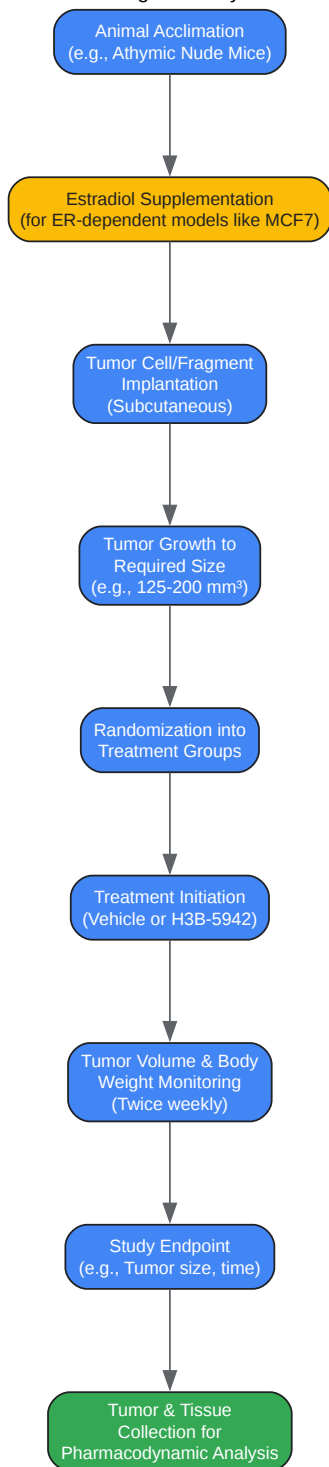 Animal Acclimation
(e.g., Athymic Nude Mice)
Estradiol Supplementation
(for ER-dependent models like MCF7)
Tumor Cell/Fragment
Implantation
(Subcutaneous)
Tumor Growth to
Required Size
(e.g., 125-200 mm³)
Randomization into
Treatment Groups
Treatment Initiation
(Vehicle or H3B-5942)
Tumor Volume & Body
Weight Monitoring
(Twice weekly)
Study Endpoint
(e.g., Tumor size, time)
Tumor & Tissue
Collection for
Pharmacodynamic Analysis